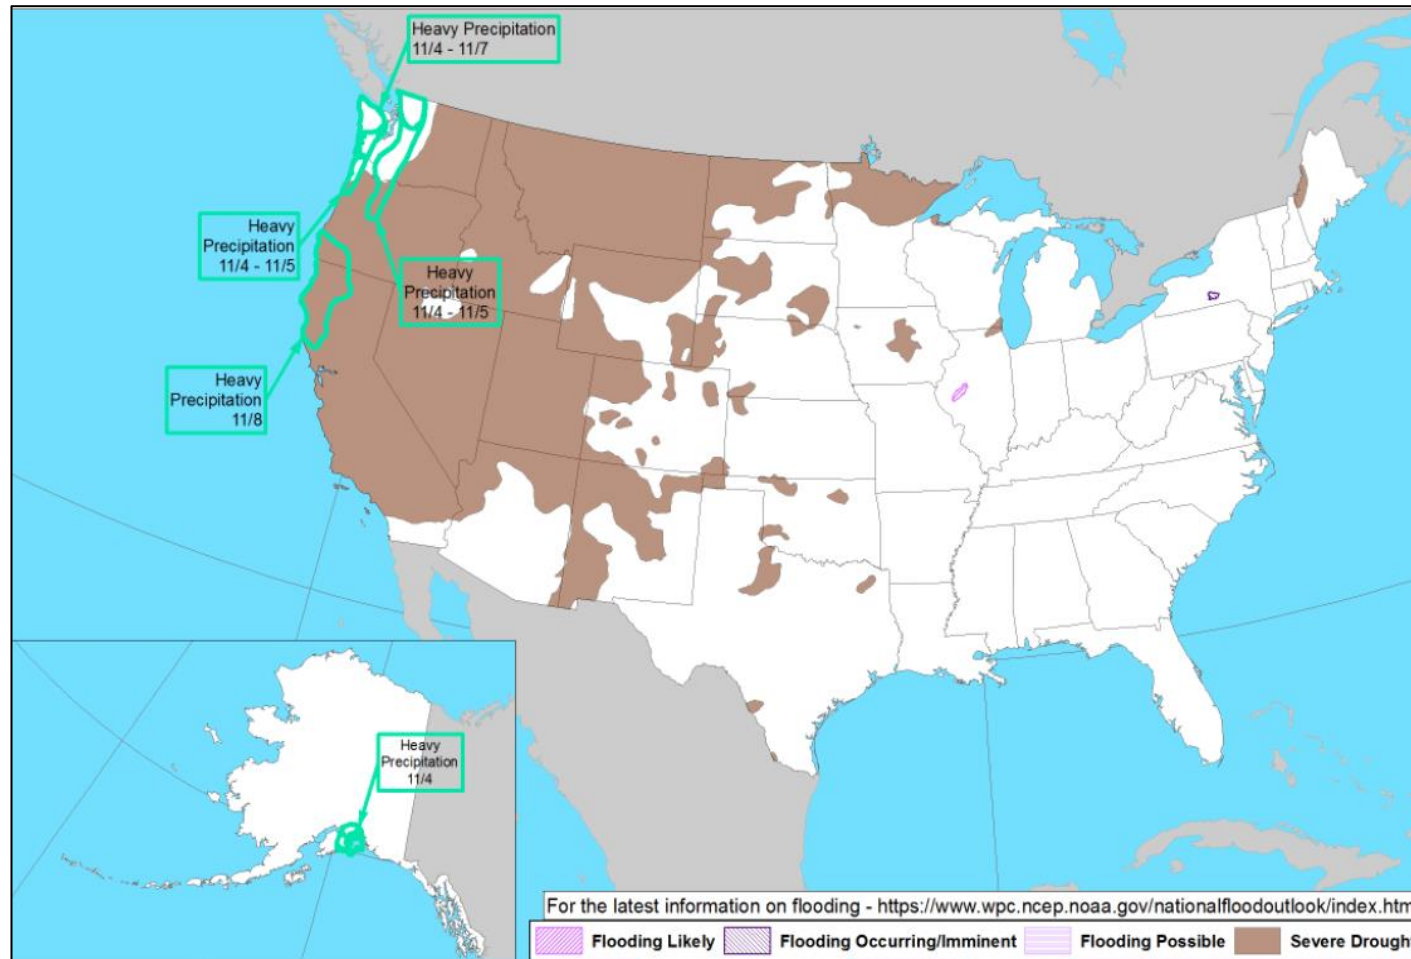 Heavy Precipitation
11/4 - 11/7
Heavy
Precipitation
11/4 - 11/5
Heavy
Precipitation
11/4 - 11/5
Heavy
Precipitation
11/8
Heavy
Precipitation
11/4
For the latest information on flooding - https://www.wpc.ncep.noaa.gov/nationalfloodoutlook/index.htm
Flooding Likely
Flooding Occurring/Imminent
Flooding Possible
Severe Drough